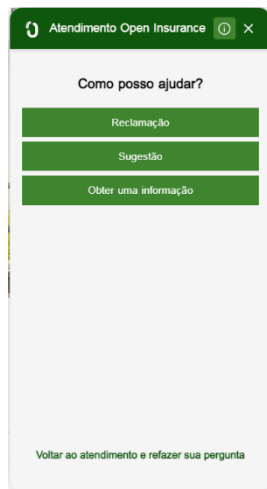 Atendimento Open Insurance
Como posso ajudar?
Reclamação
Sugestão
Obter uma informação
Voltar ao atendimento e refazer sua pergunta